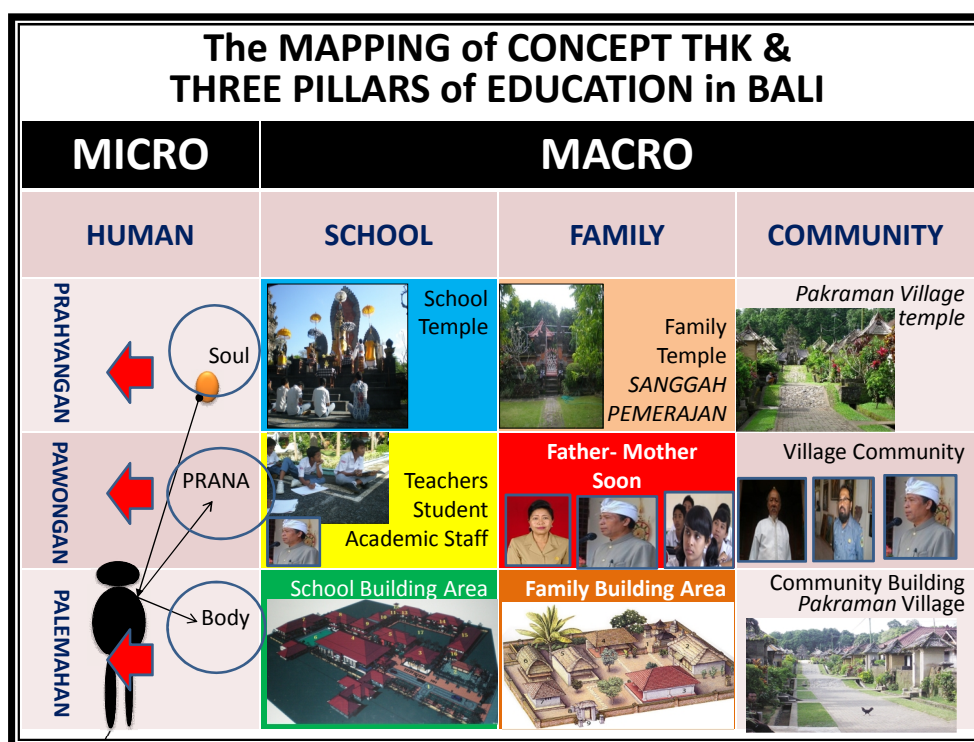 The MAPPING of CONCEPT THK &
THREE PILLARS of EDUCATION in BALI
MICRO
MACRO
HUMAN
SCHOOL
FAMILY
COMMUNITY
PRAHYANGAN
Soul
School
Temple
Family
Temple
SANGGAH
PEMERAJAN
Pakraman Village
temple
PAWONGAN
PRANA
Teachers
Student
Academic Staff
Father- Mother
Soon
Village Community
PALEMAHAN
Body
School Building Area
Family Building Area
Community Building
Pakraman Village